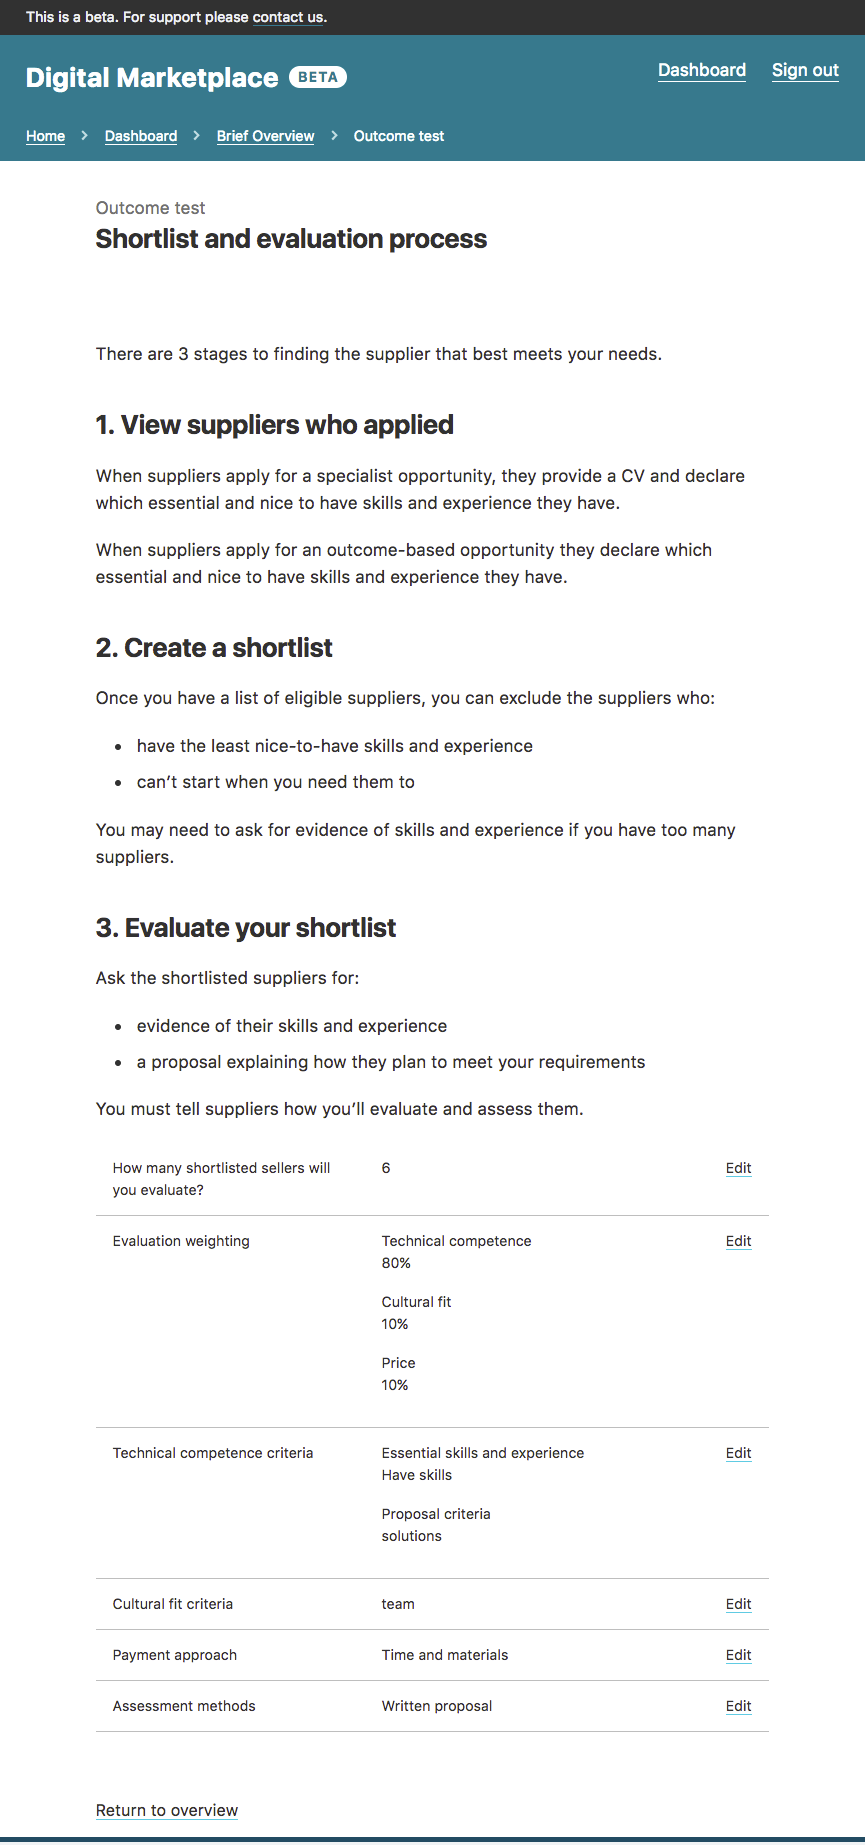 This is a beta. For support please contact us.
Digital Marketplace BETA
Dashboard Sign out
Home > Dashboard > Brief Overview > Outcome test
Outcome test
Shortlist and evaluation process
There are 3 stages to finding the supplier that best meets your needs.
1. View suppliers who applied
When suppliers apply for a specialist opportunity, they provide a CV and declare
which essential and nice to have skills and experience they have.
When suppliers apply for an outcome-based opportunity they declare which
essential and nice to have skills and experience they have.
2. Create a shortlist
Once you have a list of eligible suppliers, you can exclude the suppliers who:
• have the least nice-to-have skills and experience
• can’t start when you need them to
You may need to ask for evidence of skills and experience if you have too many
suppliers.
3. Evaluate your shortlist
Ask the shortlisted suppliers for:
• evidence of their skills and experience
• a proposal explaining how they plan to meet your requirements
You must tell suppliers how you’ll evaluate and assess them.
How many shortlisted sellers will
you evaluate?
6
Edit
Evaluation weighting
Technical competence
80%
Cultural fit
10%
Price
10%
Edit
Technical competence criteria
Essential skills and experience
Have skills
Proposal criteria
solutions
Edit
Cultural fit criteria
team
Edit
Payment approach
Time and materials
Edit
Assessment methods
Written proposal
Edit
Return to overview